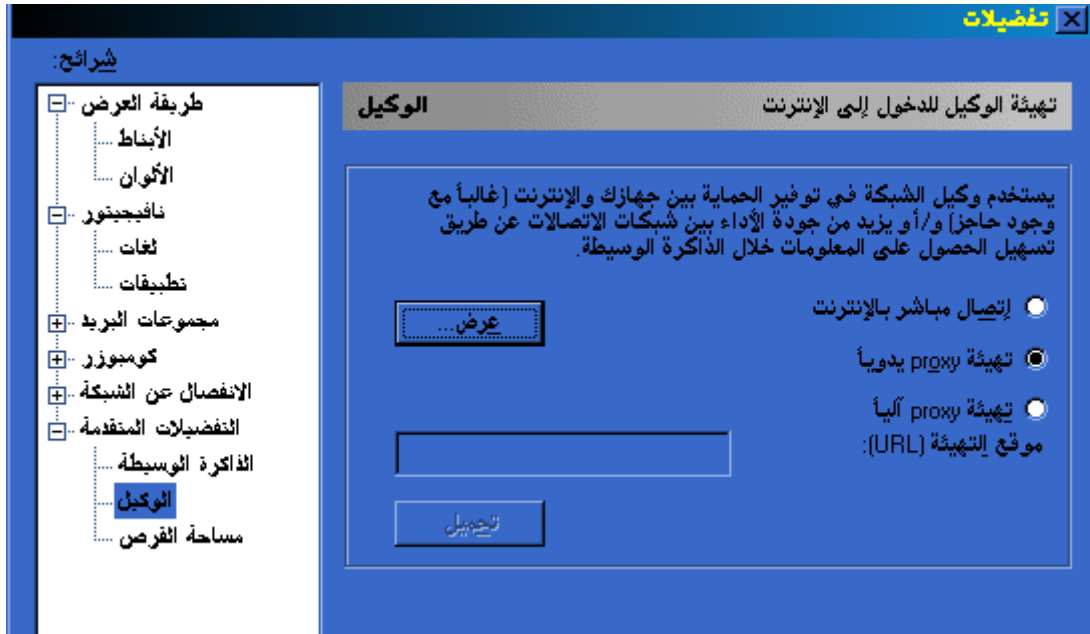 تفضيلات
شرائح:
طريقة العرض
الأبناط
الألوان
نافيجيتور
لغات
تطبيقات
مجموعات البريد
كومبوزر
الانفصال عن الشبكة
التفضيلات المتقدمة
الذاكرة الوسيطة
الوكيل
مساحة القرص
تهيئة الوكيل للدخول إلى الإنترنت
الوكيل
يستخدم وكيل الشبكة في توفير الحماية بين جهازك والإنترنت (غالباً مع
وجود حاجز) و/أو يزيد من جودة الأداء بين شبكات الاتصالات عن طريق
تسهيل الحصول على المعلومات خلال الذاكرة الوسيطة.
إتصال مباشر بالإنترنت
تهيئة proxy يدوياً
عرض...
تهيئة proxy آلياً
موقع التهيئة (URL):
تحميل